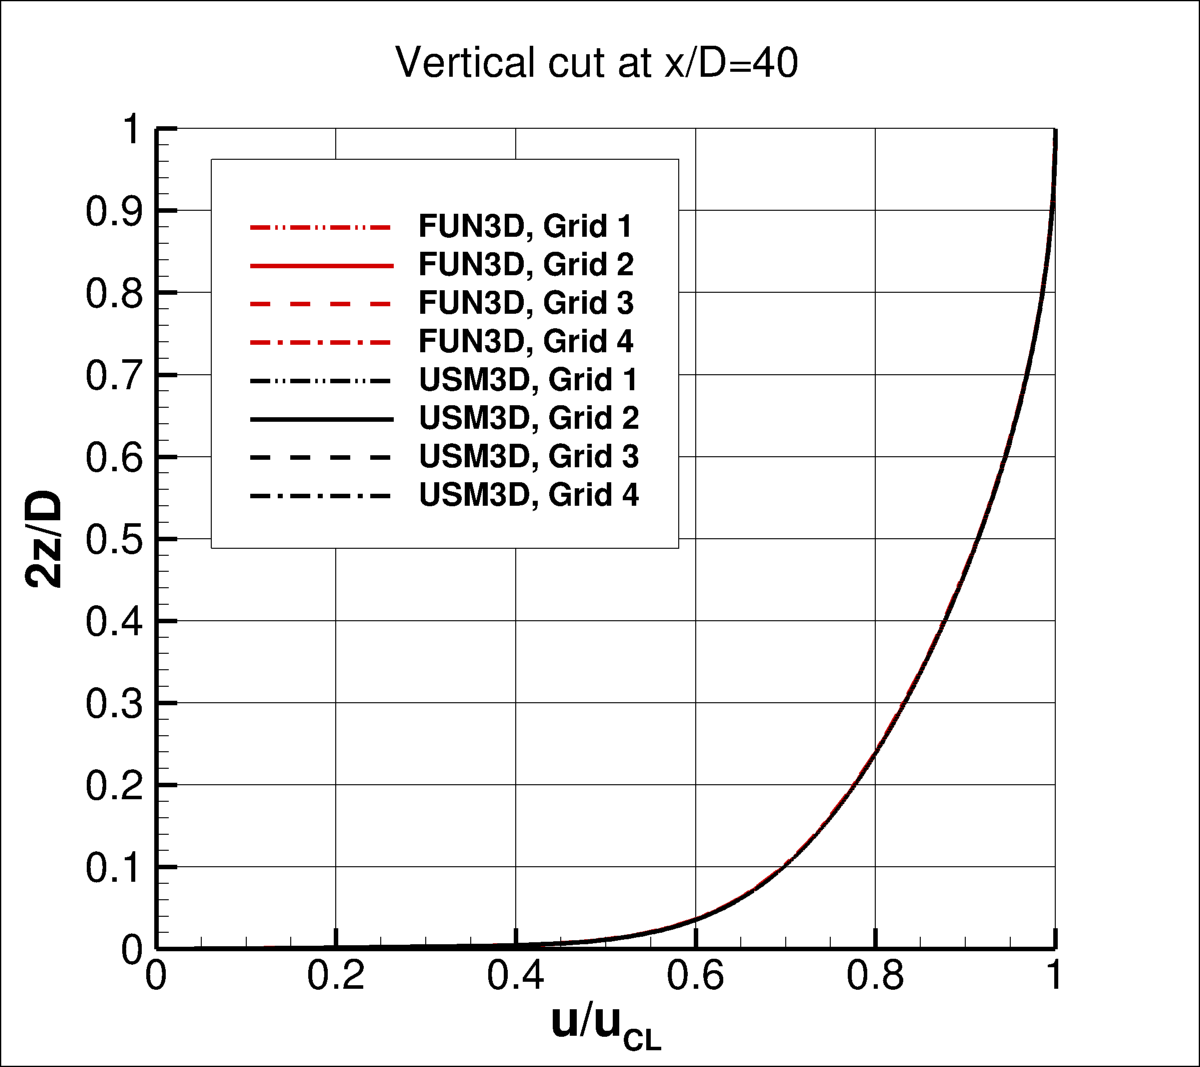 Vertical cut at x/D=40
1
0.9
0.8
0.7
0.6
0.5
0.4
0.3
0.2
0.1
0
2z/D
FUN3D, Grid 1
FUN3D, Grid 2
FUN3D, Grid 3
FUN3D, Grid 4
USM3D, Grid 1
USM3D, Grid 2
USM3D, Grid 3
USM3D, Grid 4
0 0.2 0.4 0.6 0.8 1
u/uCL